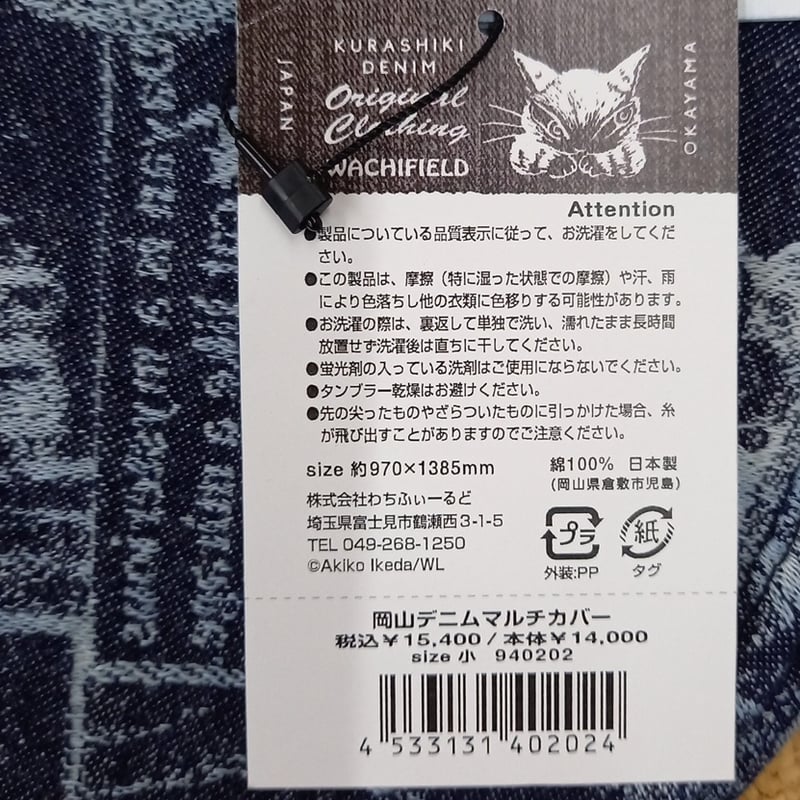 KURASHIKI
DENIM
JAPAN
Original
Clothing
WACHIFIELD
OKAYAMA
Attention
●製品についている品質表示に従って、お洗濯をしてくだ
さい。
●この製品は、摩擦（特に湿った状態での摩擦）や汗、雨
により色落ちし他の衣類に色移りする可能性があります。
●お洗濯の際は、裏返して単独で洗い、濡れたまま長時間
放置せず洗濯後は直ちに干してください。
●蛍光剤の入っている洗剤はご使用にならないでください。
●タンブラー乾燥はお避けください。
●先の尖ったものやざらついたものに引っかけた場合、糸
が飛び出すことがありますのでご注意ください。
size 約970×1385mm 綿100% 日本製
(岡山県倉敷市児島)
株式会社わちふぃーるど
埼玉県富士見市鶴瀬西3-1-5
TEL 049-268-1250
©Akiko Ikeda/WL
プラ
外装:PP
紙
タグ
岡山デニムマルチカバー
税込￥15,400/本体￥14,000
size 小 940202
4 533131 402024